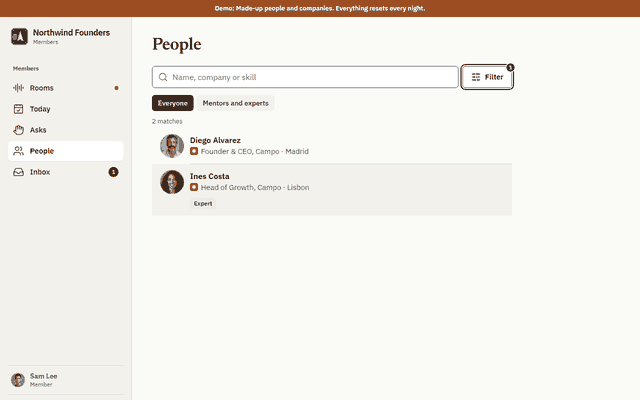 Demo: Made-up people and companies. Everything resets every night.
Northwind Founders
Members
Members
Rooms
Today
Asks
People
Inbox
1
Sam Lee
Member
People
Name, company or skill
Filter
1
Everyone
Mentors and experts
2 matches
Diego Alvarez
Founder & CEO, Campo · Madrid
Ines Costa
Head of Growth, Campo · Lisbon
Expert